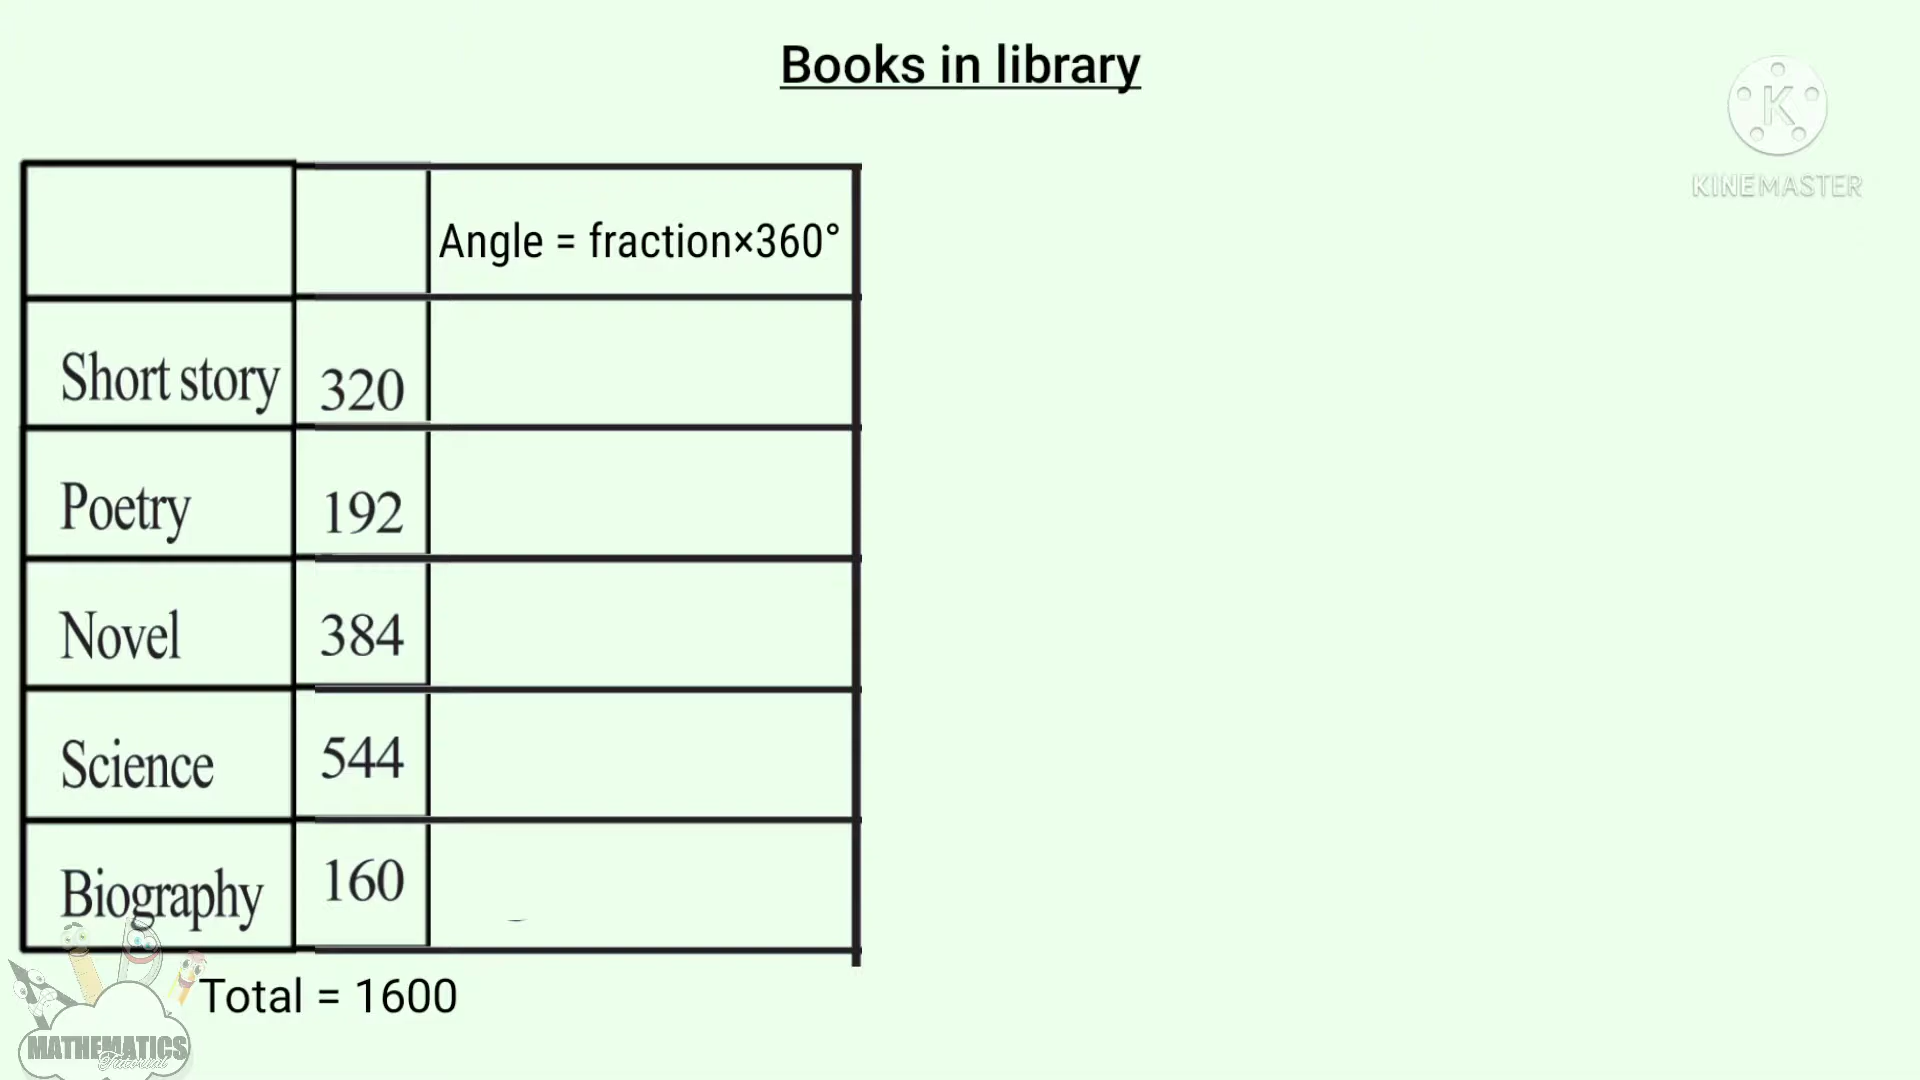 Books in library
KINEMASTER
Angle = fraction×360°
Short story 320
Poetry 192
Novel 384
Science 544
Biography 160
Total = 1600
MATHEMATICS
Tutorial